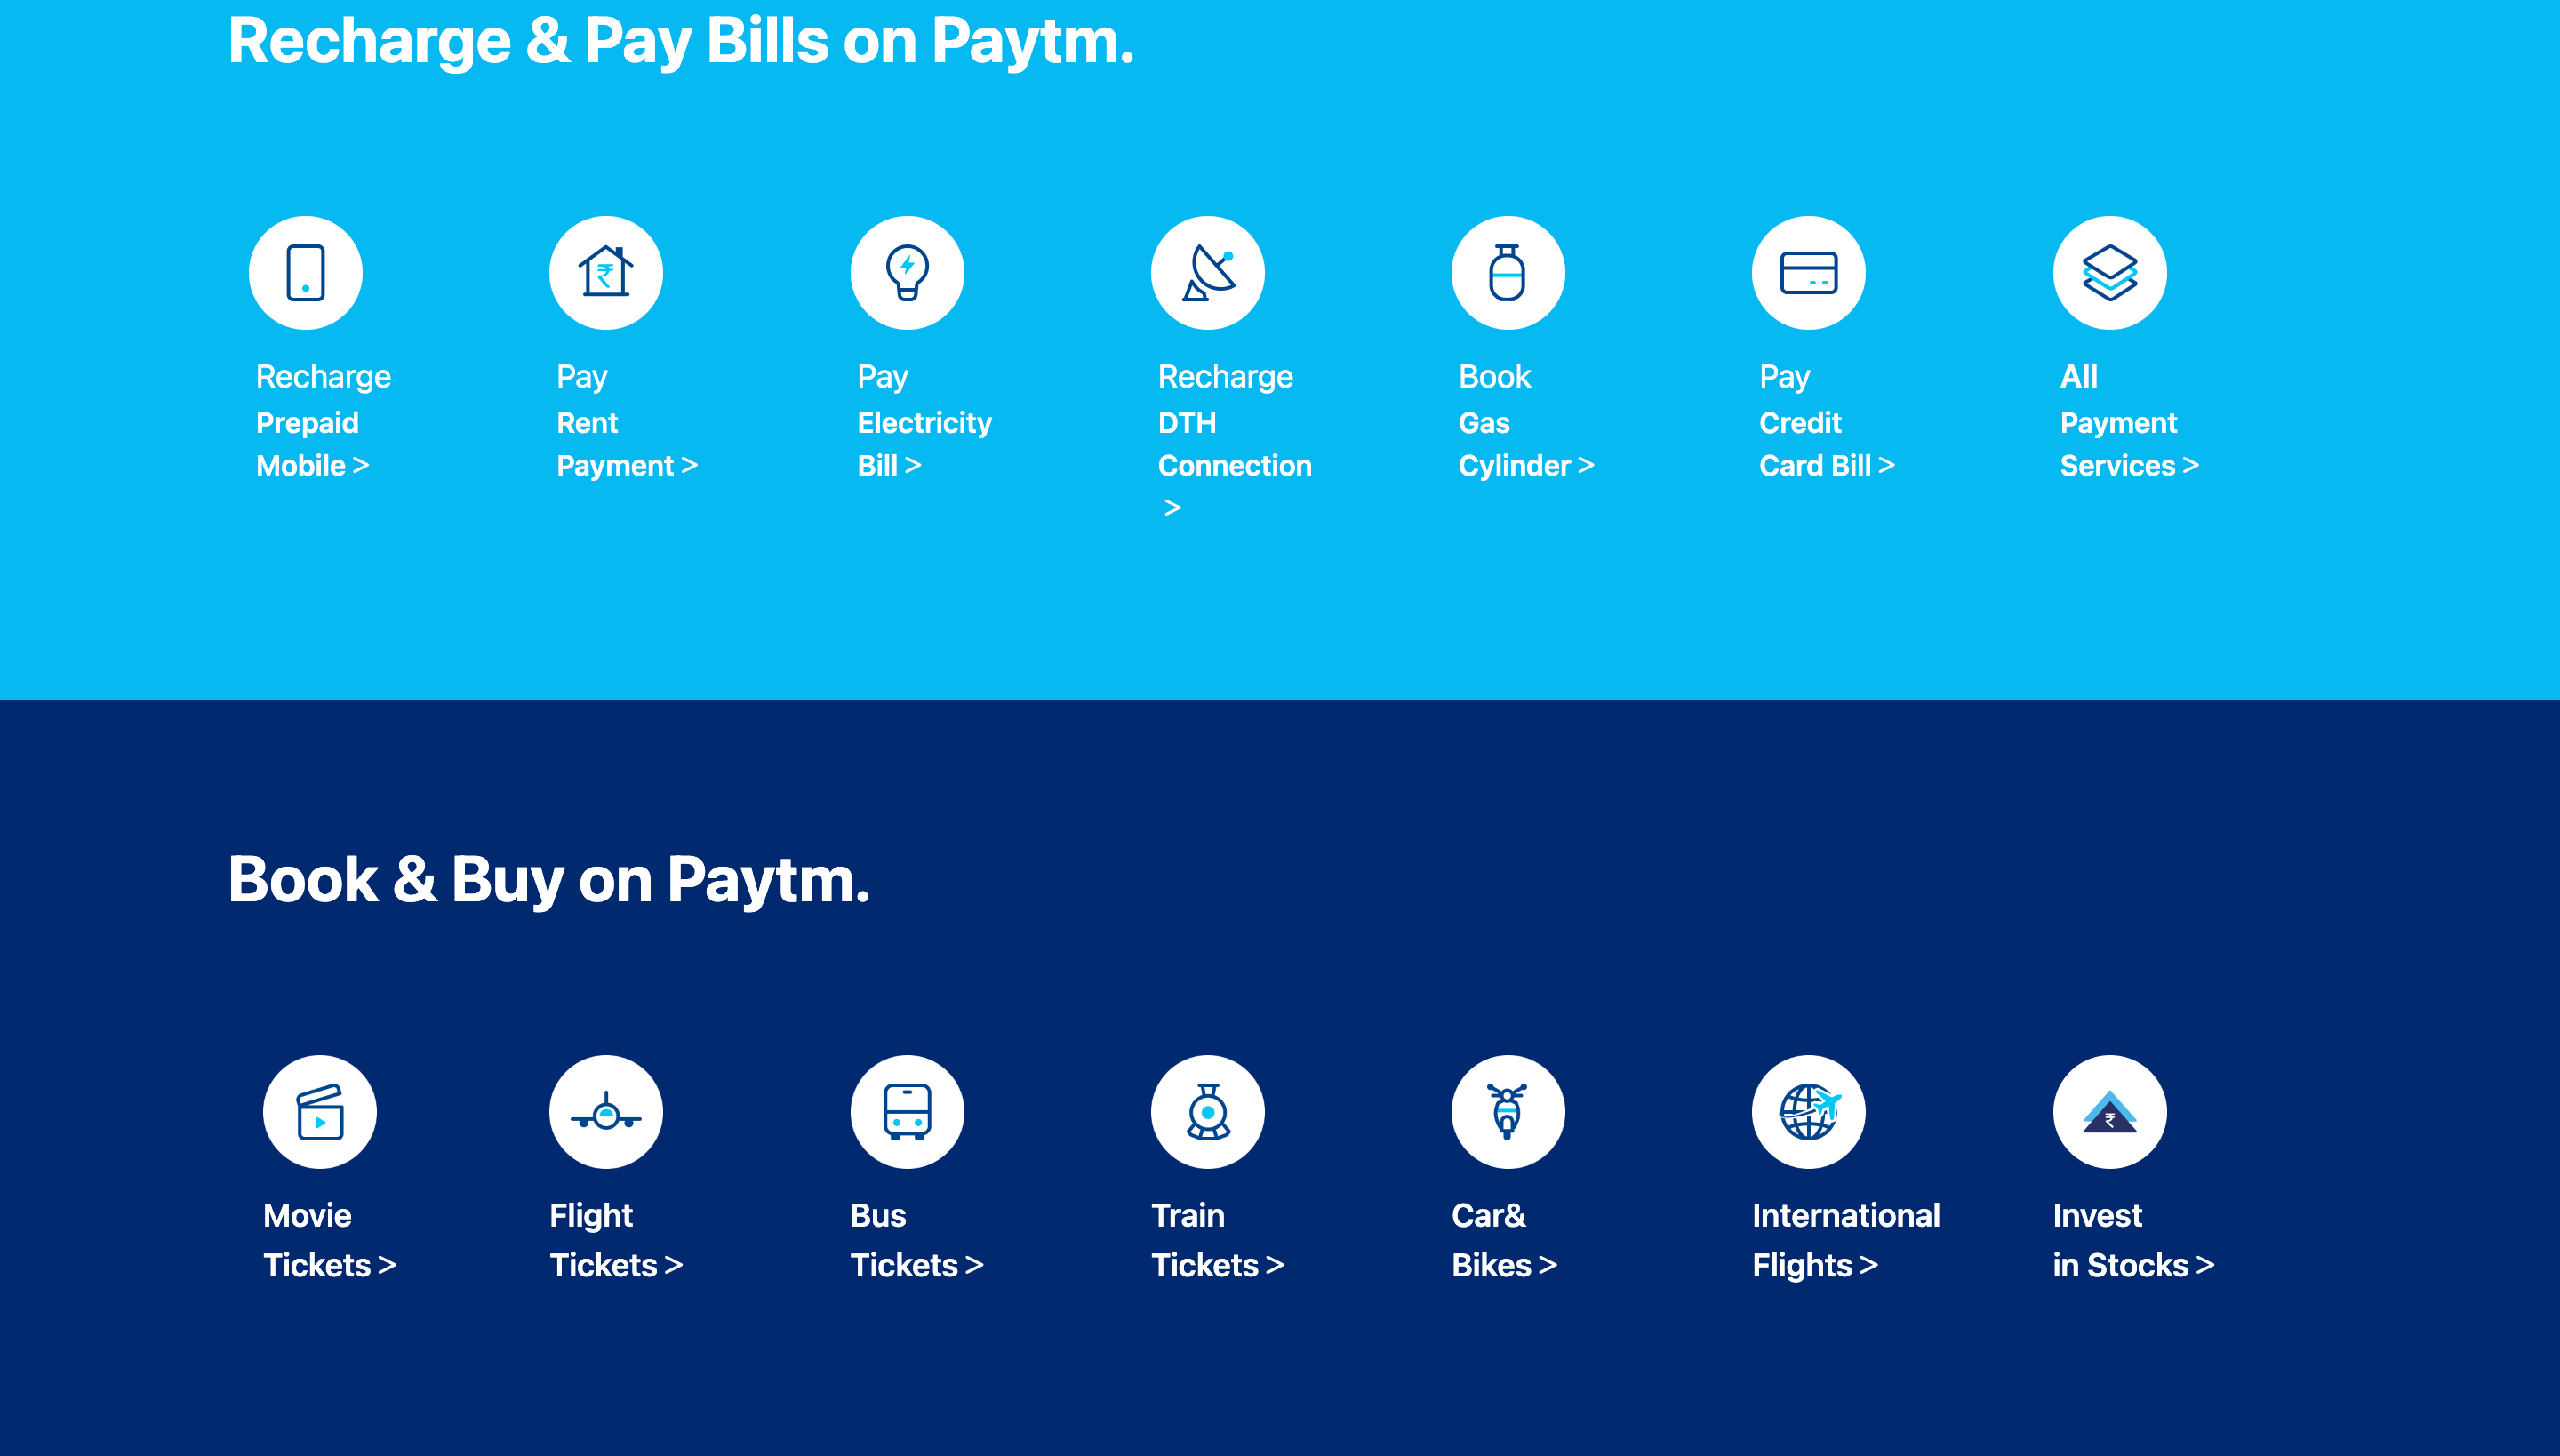 Recharge & Pay Bills on Paytm.
Recharge
Prepaid
Mobile >
Pay
Rent
Payment >
Pay
Electricity
Bill >
Recharge
DTH
Connection
>
Book
Gas
Cylinder >
Pay
Credit
Card Bill >
All
Payment
Services >
Book & Buy on Paytm.
Movie
Tickets >
Flight
Tickets >
Bus
Tickets >
Train
Tickets >
Car&
Bikes >
International
Flights >
Invest
in Stocks >